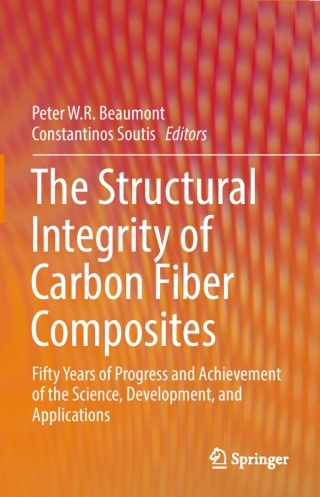 Peter W.R. Beaumont
Constantinos Soutis Editors
The Structural
Integrity of
Carbon Fiber
Composites
Fifty Years of Progress and Achievement
of the Science, Development, and
Applications
Springer